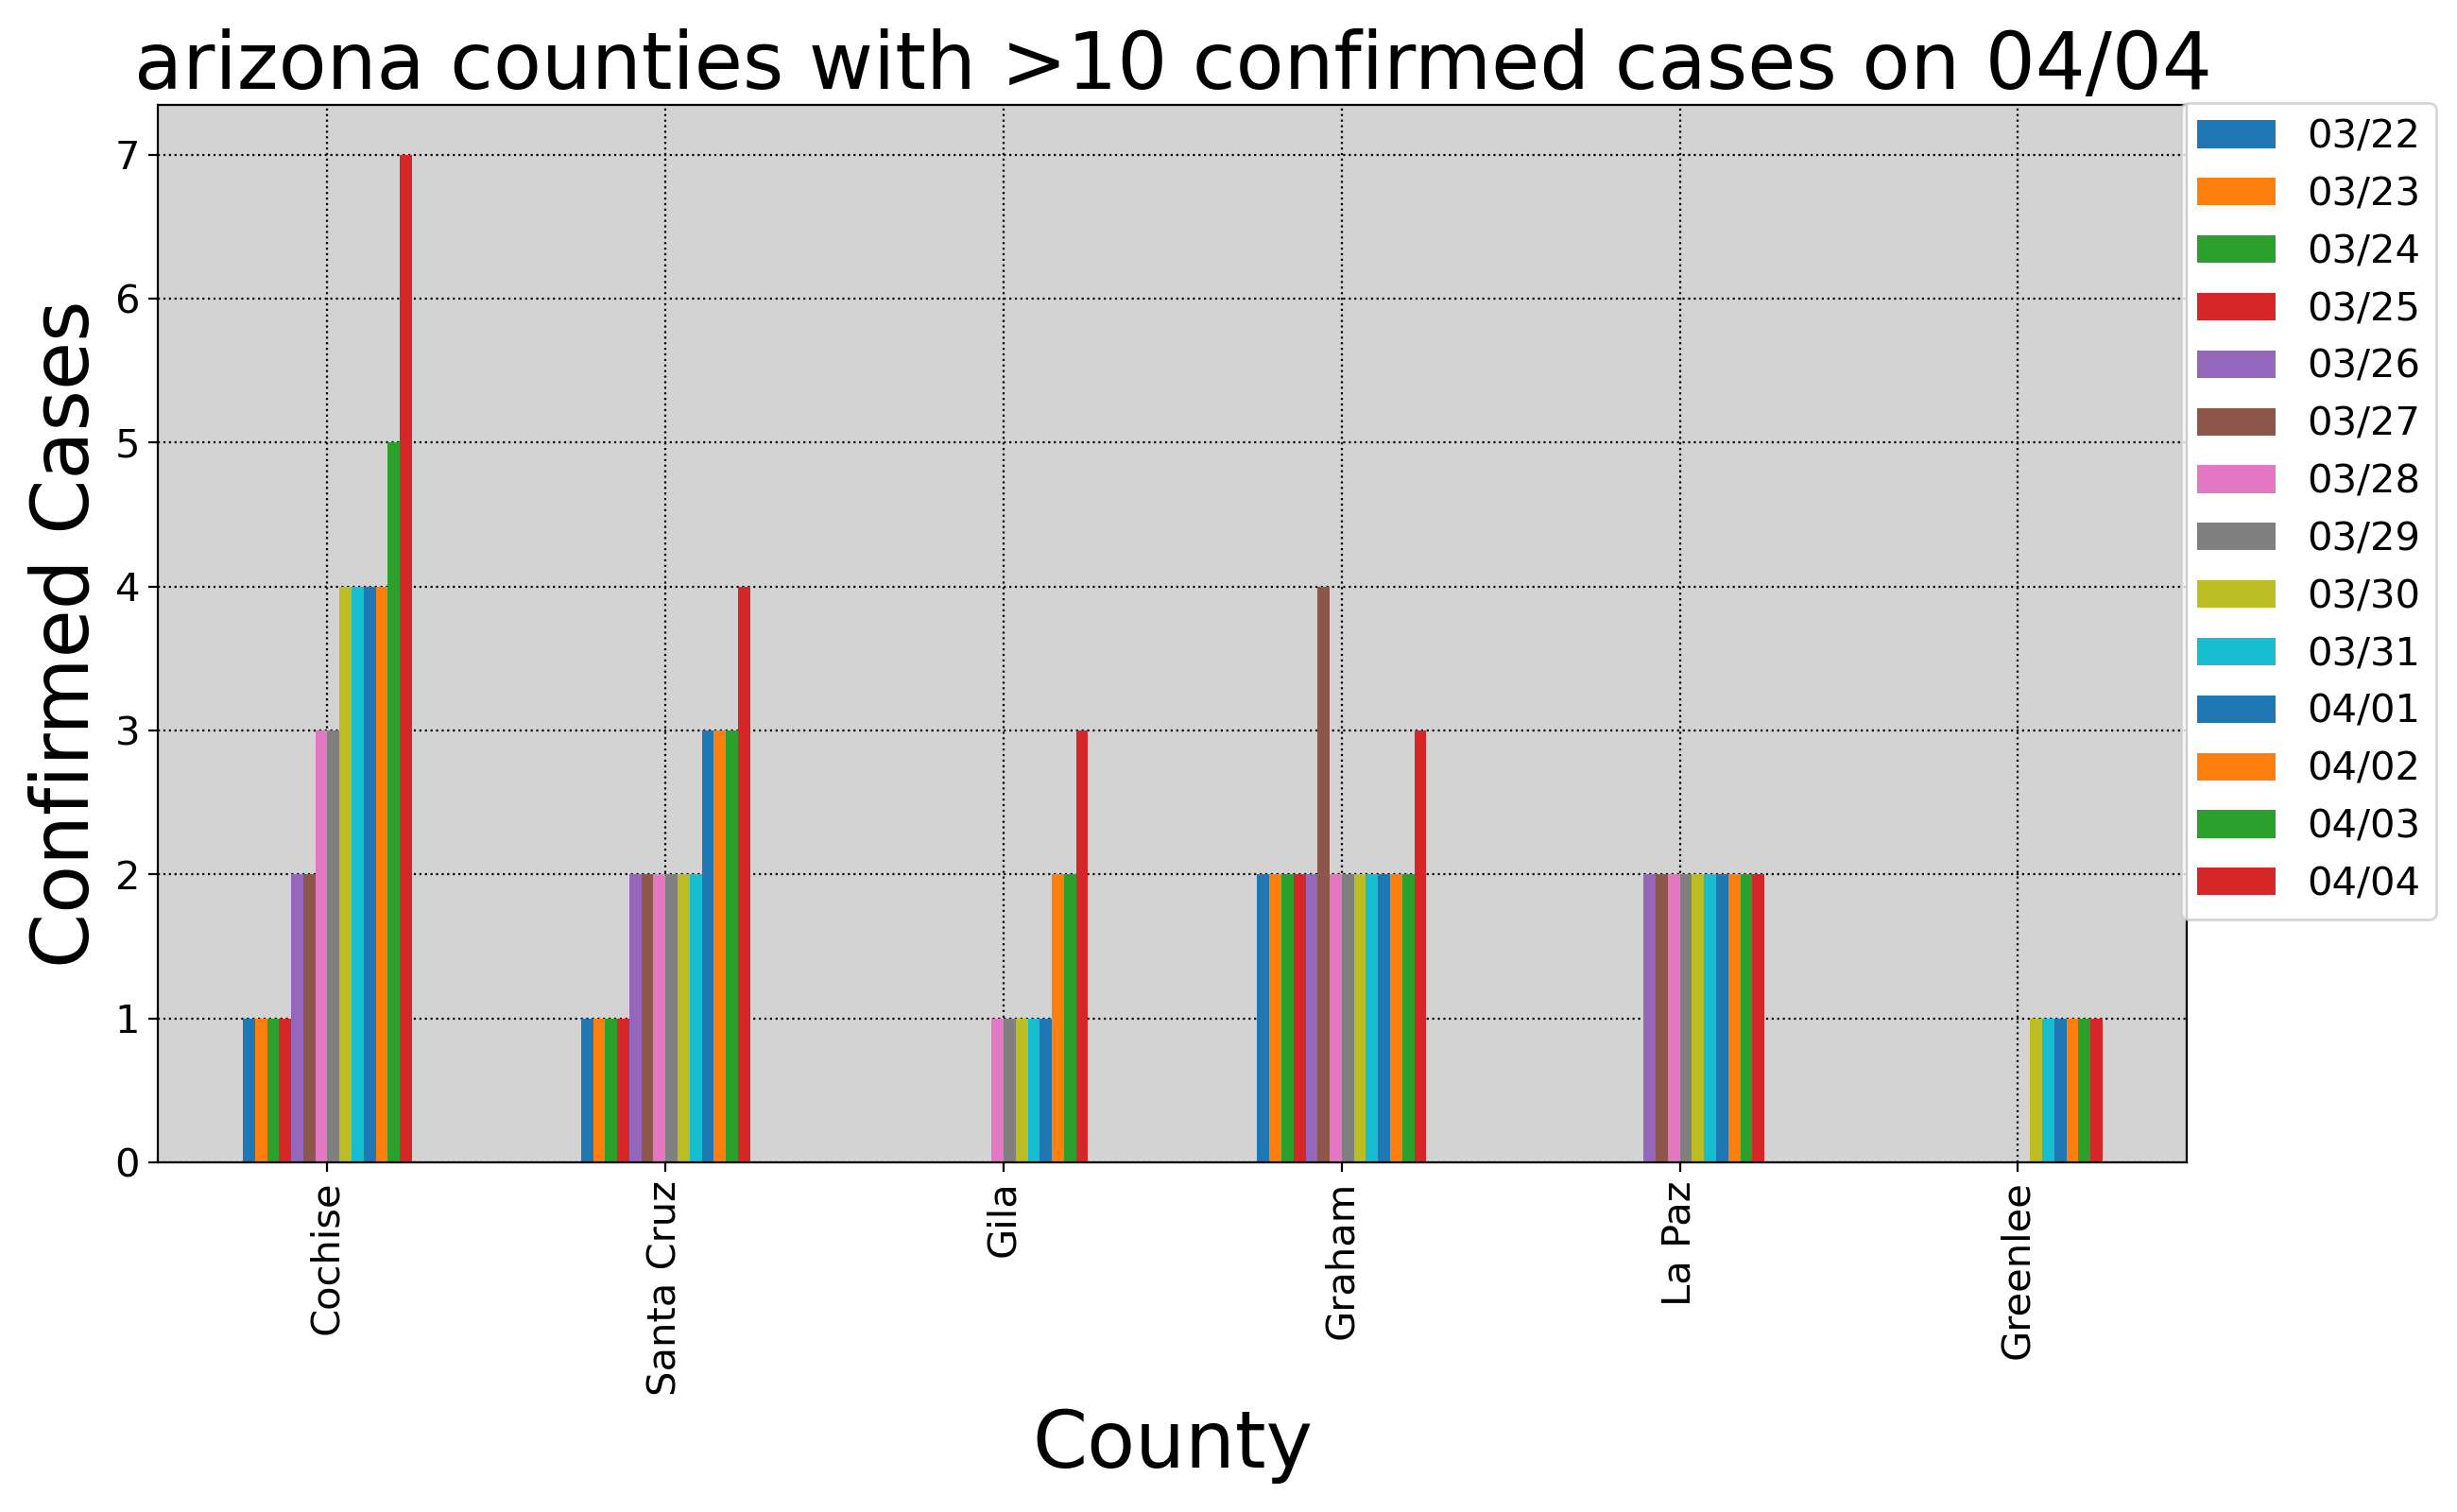 arizona counties with >10 confirmed cases on 04/04
Confirmed Cases
7
6
5
4
3
2
1
0
03/22
03/23
03/24
03/25
03/26
03/27
03/28
03/29
03/30
03/31
04/01
04/02
04/03
04/04
Cochise
Santa Cruz
Gila
Graham
La Paz
Greenlee
County